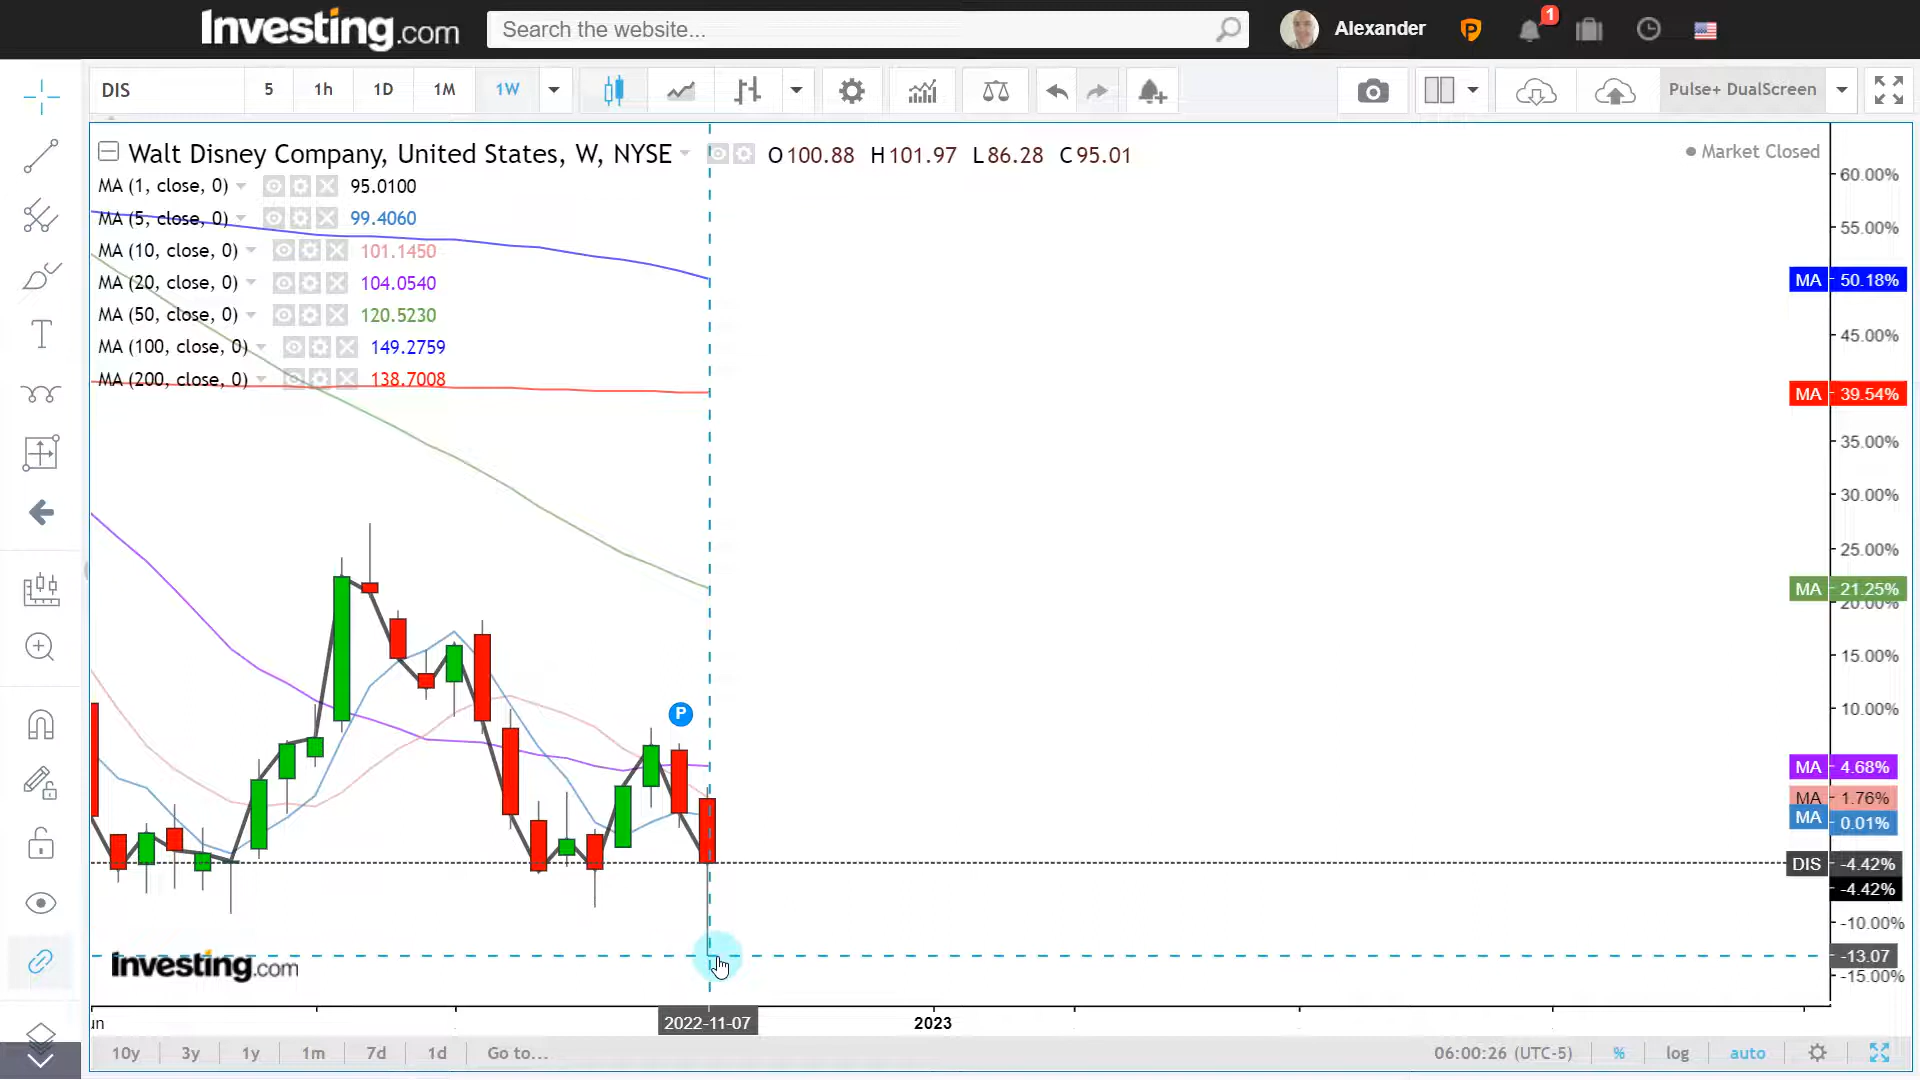 Investing.com
Search the website...
Alexander
1
DIS
5 1h 1D 1M 1W
Pulse+ DualScreen
Walt Disney Company, United States, W, NYSE O100.88 H101.97 L86.28 C95.01
Market Closed
MA (1, close, 0) 95.0100
MA (5, close, 0) 99.4060
MA (10, close, 0) 101.1450
MA (20, close, 0) 104.0540
MA (50, close, 0) 120.5230
MA (100, close, 0) 149.2759
MA (200, close, 0) 138.7008
60.00%
55.00%
MA 50.18%
45.00%
MA 39.54%
35.00%
30.00%
25.00%
MA 21.25%
20.00%
15.00%
P
10.00%
MA 4.68%
MA 1.76%
MA 0.01%
DIS -4.42%
-4.42%
-10.00%
-13.07
-15.00%
Investing.com
un
2022-11-07
2023
10y 3y 1y 1m 7d 1d Go to...
06:00:26 (UTC-5) % log auto